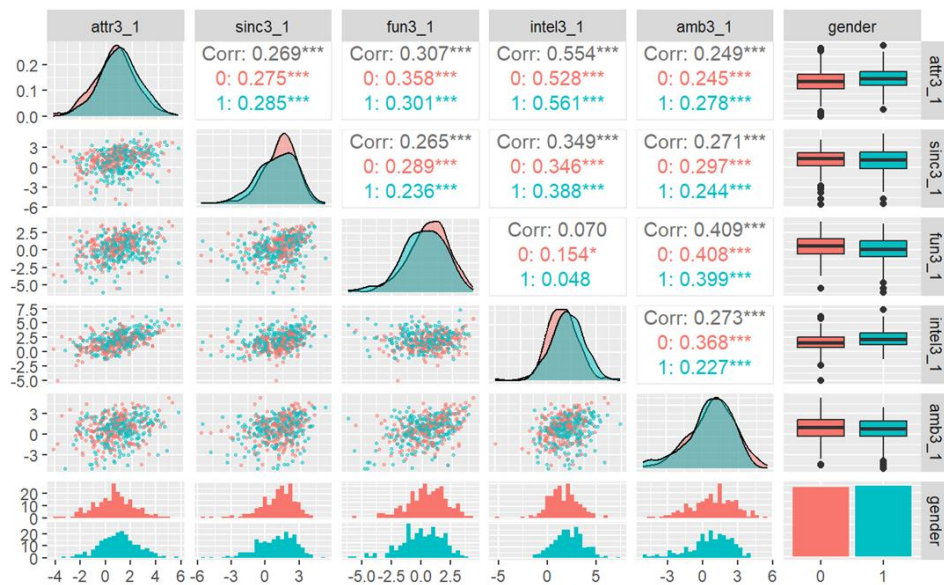 attr3_1 sinc3_1 fun3_1 intel3_1 amb3_1 gender
Corr: 0.269*** Corr: 0.307*** Corr: 0.554*** Corr: 0.249***
0: 0.275*** 0: 0.358*** 0: 0.528*** 0: 0.245***
1: 0.285*** 1: 0.301*** 1: 0.561*** 1: 0.278***
attr3_1
0.2
0.1
0.0
Corr: 0.265*** Corr: 0.349*** Corr: 0.271***
0: 0.289*** 0: 0.346*** 0: 0.297***
1: 0.236*** 1: 0.388*** 1: 0.244***
sinc3_1
3
0
-3
-6
Corr: 0.070 Corr: 0.409***
0: 0.154* 0: 0.408***
1: 0.048 1: 0.399***
fun3_1
2.5
0.0
-2.5
-5.0
Corr: 0.273***
0: 0.368***
1: 0.227***
intel3_1
7.5
5.0
2.5
0.0
-5.0
amb3_1
3
0
-3
gender
20
10
0
20
10
0
-4 -2 0 2 4 6 -6 -3 0 3 -5.0 -2.5 0.0 2.5 -5 0 5 -3 0 3 6 0 1